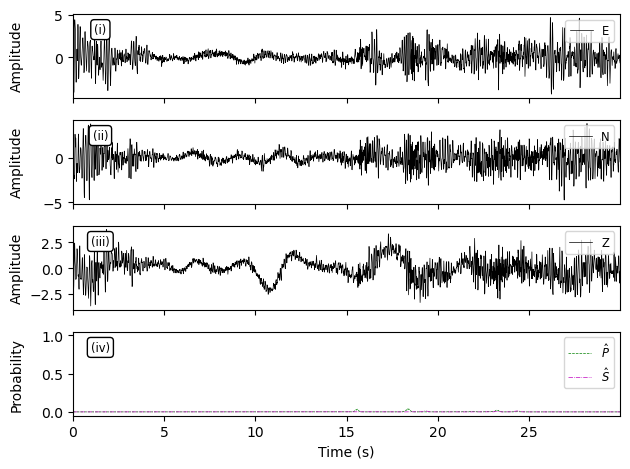 Amplitude
5
0
(i)
E
Amplitude
0
−5
(ii)
N
Amplitude
2.5
0.0
−2.5
(iii)
Z
Probability
1.0
0.5
0.0
(iv)
P̂
Ŝ
0 5 10 15 20 25
Time (s)